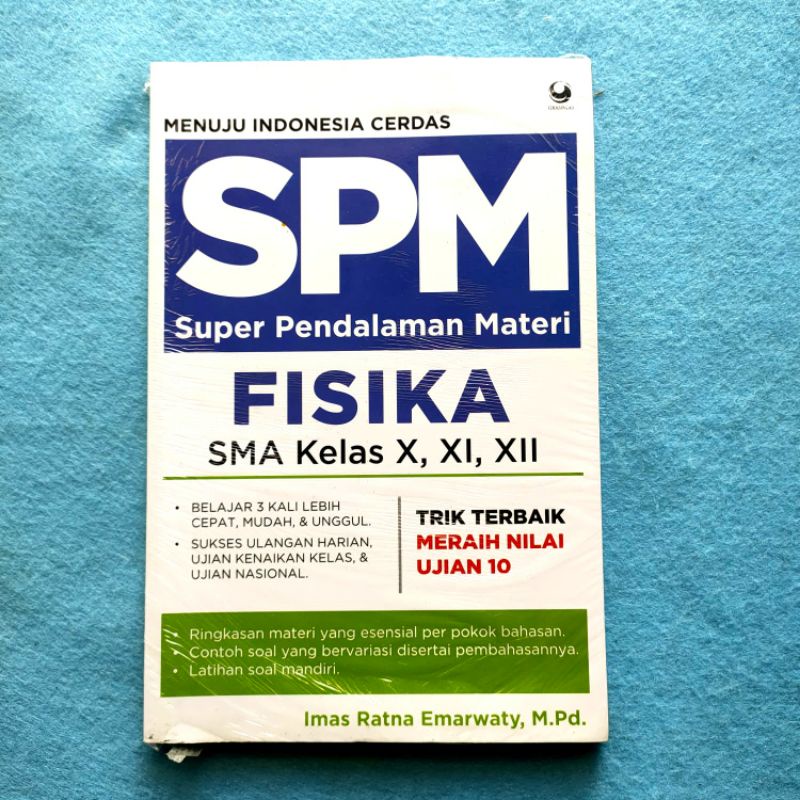 GRASINDO
MENUJU INDONESIA CERDAS
SPM
Super Pendalaman Materi
FISIKA
SMA Kelas X, XI, XII
• BELAJAR 3 KALI LEBIH
CEPAT, MUDAH, & UNGGUL.
• SUKSES ULANGAN HARIAN,
UJIAN KENAIKAN KELAS, &
UJIAN NASIONAL.
TRIK TERBAIK
MERAIH NILAI
UJIAN 10
• Ringkasan materi yang esensial per pokok bahasan.
• Contoh soal yang bervariasi disertai pembahasannya.
• Latihan soal mandiri.
Imas Ratna Emarwaty, M.Pd.